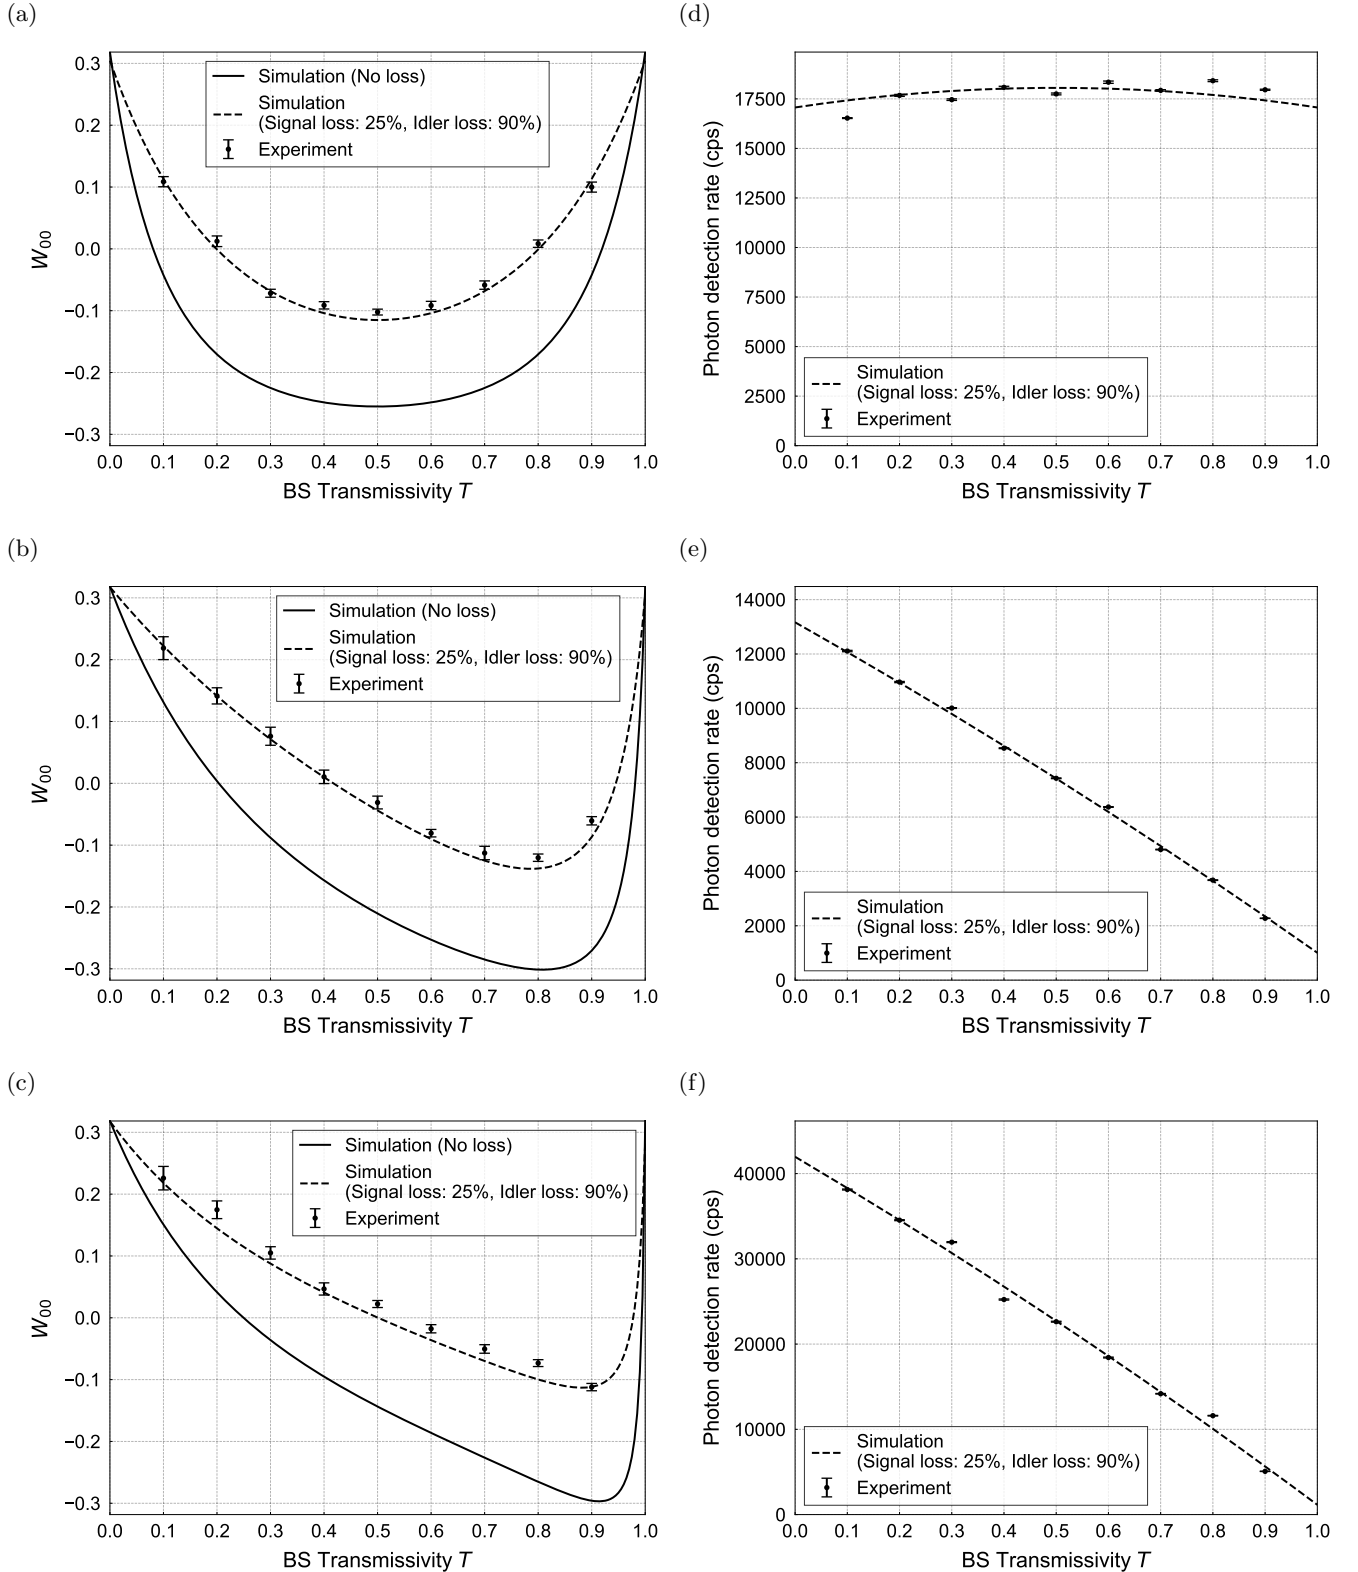 (a)
0.3
0.2
0.1
0.0
−0.1
−0.2
−0.3
W00
0.0 0.1 0.2 0.3 0.4 0.5 0.6 0.7 0.8 0.9 1.0
BS Transmissivity T
Simulation (No loss)
Simulation
(Signal loss: 25%, Idler loss: 90%)
Experiment
(d)
17500
15000
12500
10000
7500
5000
2500
0
Photon detection rate (cps)
0.0 0.1 0.2 0.3 0.4 0.5 0.6 0.7 0.8 0.9 1.0
BS Transmissivity T
Simulation
(Signal loss: 25%, Idler loss: 90%)
Experiment
(b)
0.3
0.2
0.1
0.0
−0.1
−0.2
−0.3
W00
0.0 0.1 0.2 0.3 0.4 0.5 0.6 0.7 0.8 0.9 1.0
BS Transmissivity T
Simulation (No loss)
Simulation
(Signal loss: 25%, Idler loss: 90%)
Experiment
(e)
14000
12000
10000
8000
6000
4000
2000
0
Photon detection rate (cps)
0.0 0.1 0.2 0.3 0.4 0.5 0.6 0.7 0.8 0.9 1.0
BS Transmissivity T
Simulation
(Signal loss: 25%, Idler loss: 90%)
Experiment
(c)
0.3
0.2
0.1
0.0
−0.1
−0.2
−0.3
W00
0.0 0.1 0.2 0.3 0.4 0.5 0.6 0.7 0.8 0.9 1.0
BS Transmissivity T
Simulation (No loss)
Simulation
(Signal loss: 25%, Idler loss: 90%)
Experiment
(f)
40000
30000
20000
10000
0
Photon detection rate (cps)
0.0 0.1 0.2 0.3 0.4 0.5 0.6 0.7 0.8 0.9 1.0
BS Transmissivity T
Simulation
(Signal loss: 25%, Idler loss: 90%)
Experiment